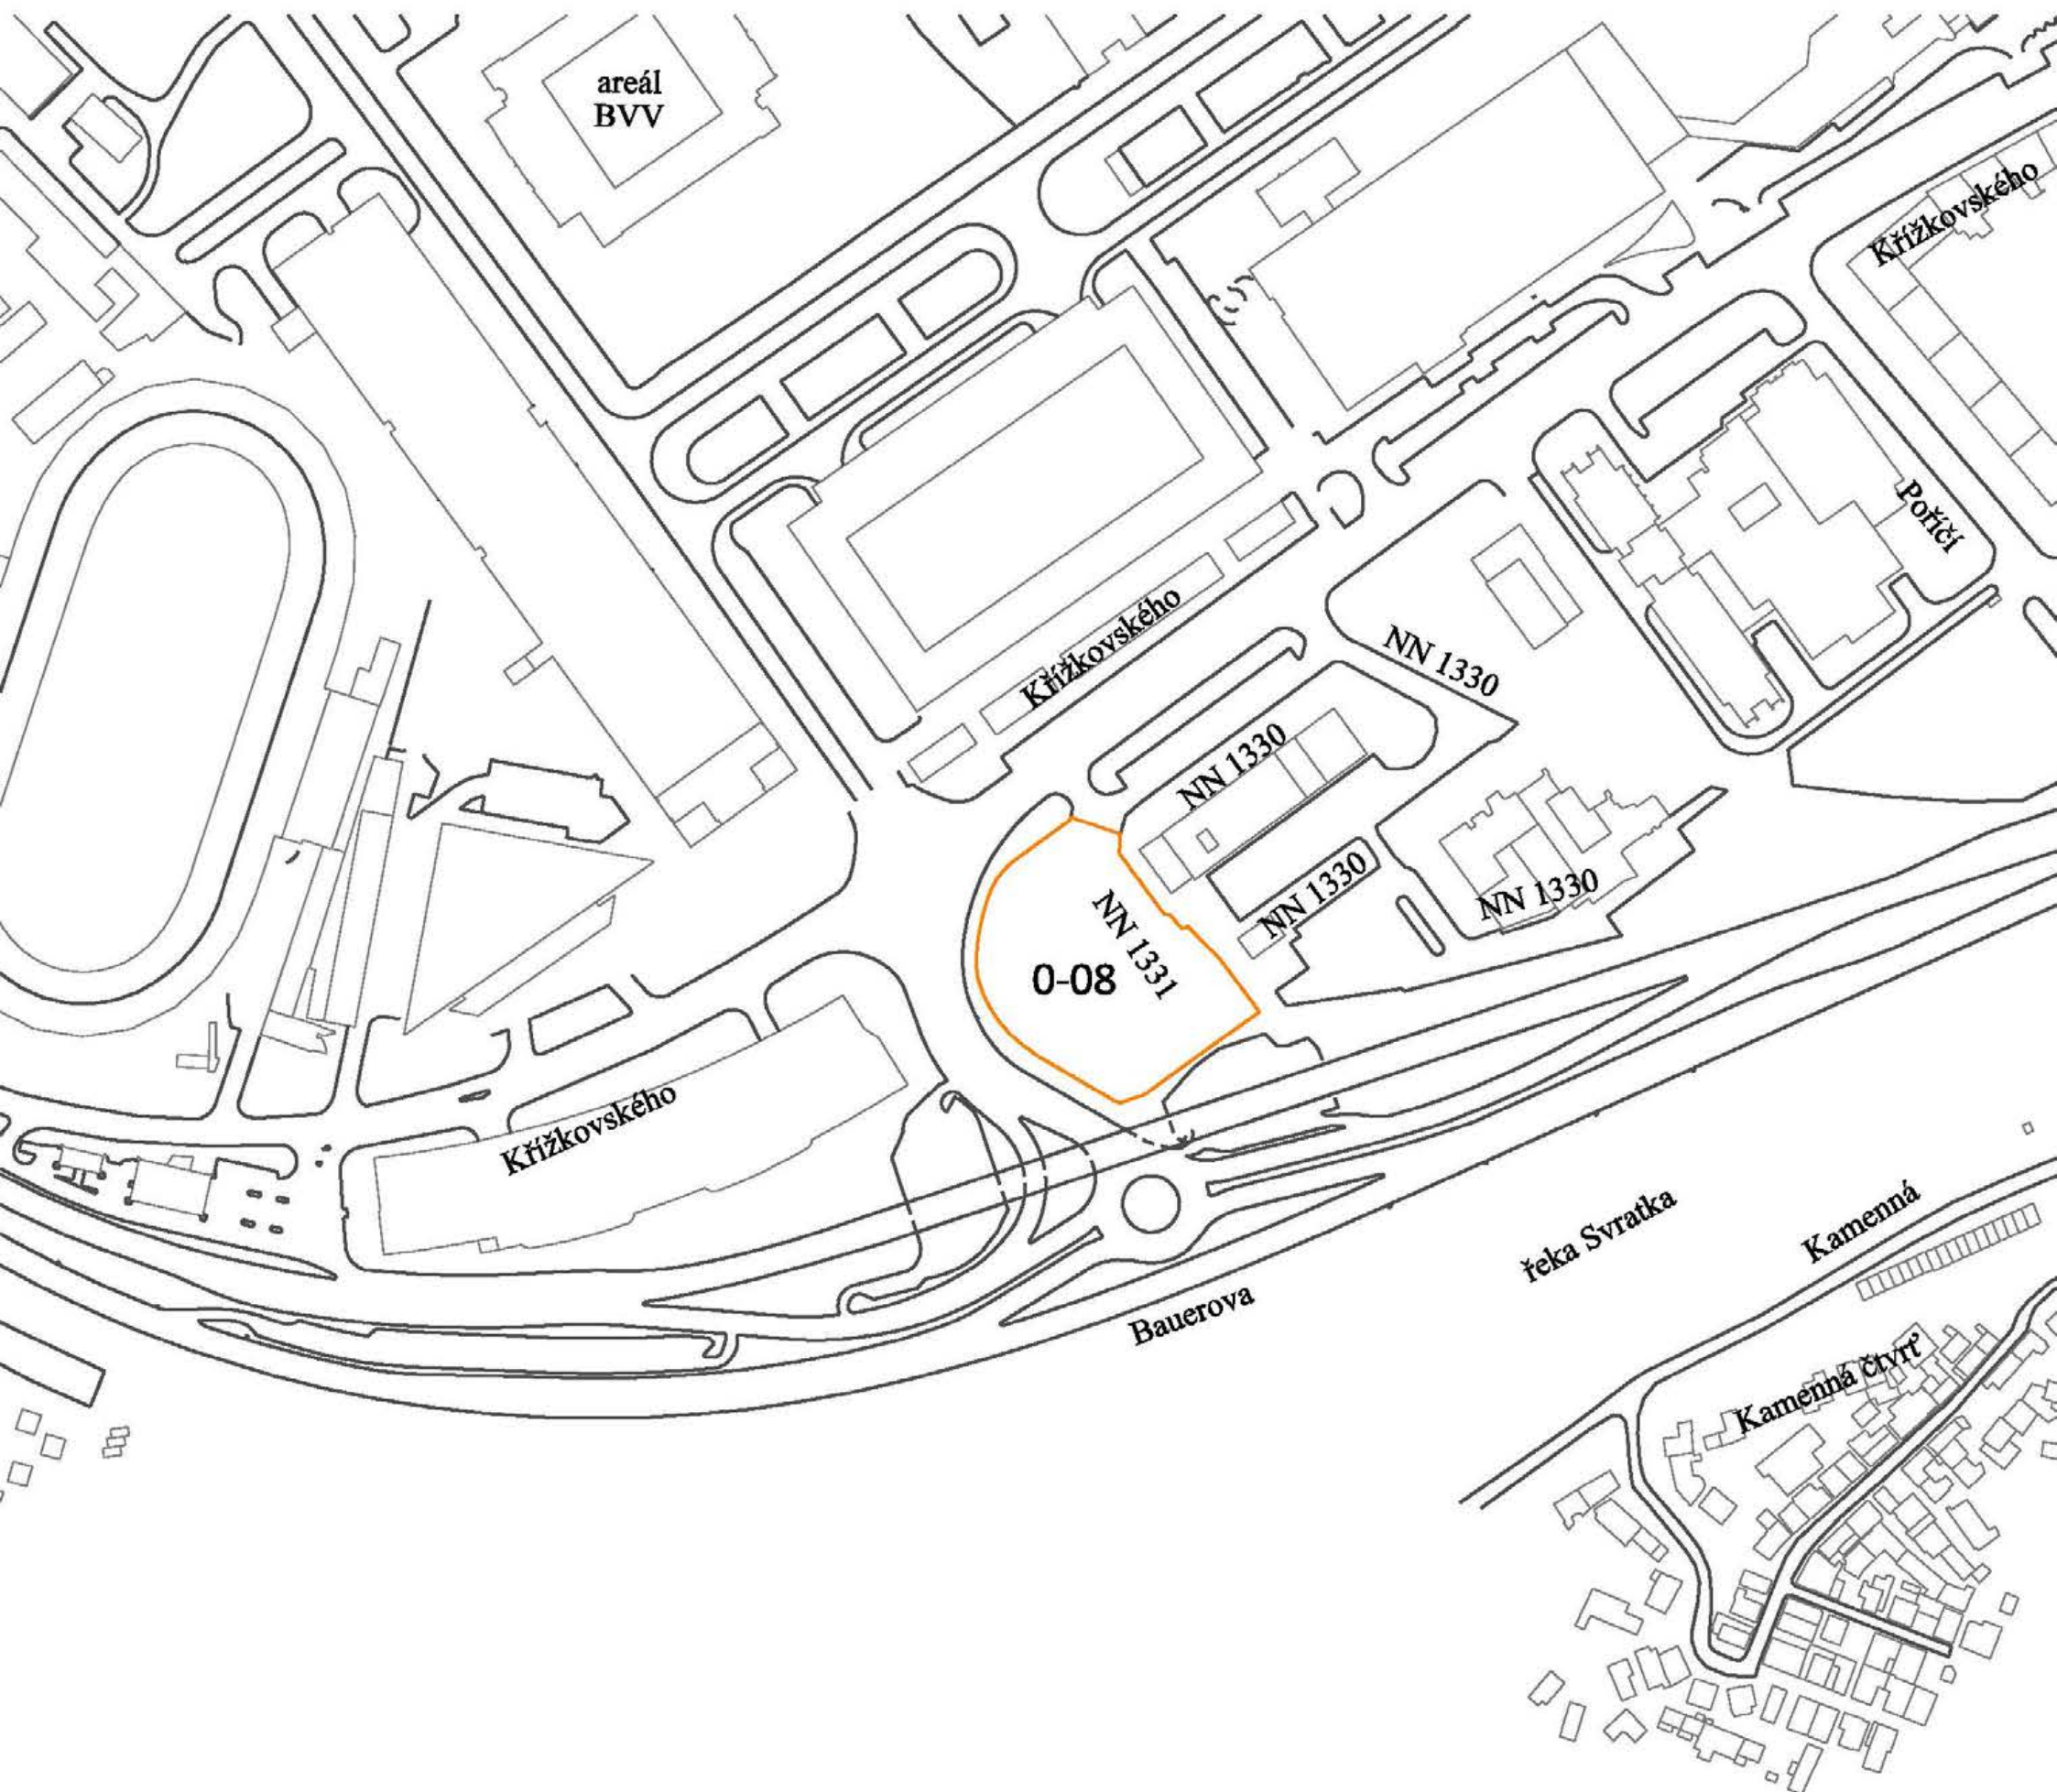 areál
BVV
Křížkovského
Poříčí
Křížkovského
NN 1330
NN 1330
NN 1330
NN 1330
NN 1331
0-08
Křížkovského
Bauerova
řeka Svratka
Kamenná
Kamenná čtvrť